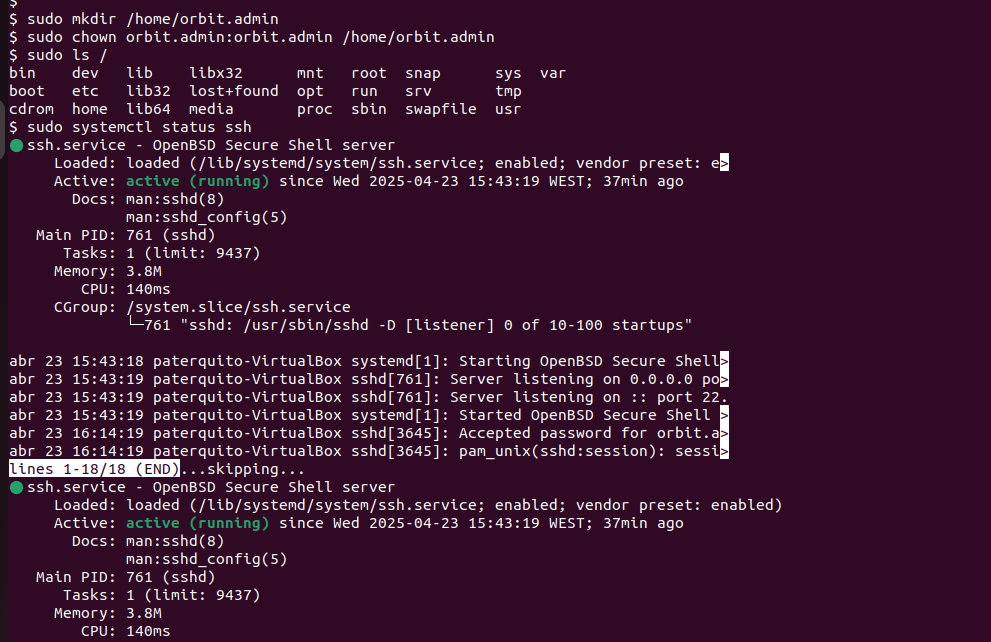 $
$ sudo mkdir /home/orbit.admin
$ sudo chown orbit.admin:orbit.admin /home/orbit.admin
$ sudo ls /
bin    dev   lib    libx32      mnt   root  snap      sys  var
boot   etc   lib32  lost+found  opt   run   srv       tmp
cdrom  home  lib64  media       proc  sbin  swapfile  usr
$ sudo systemctl status ssh
● ssh.service - OpenBSD Secure Shell server
     Loaded: loaded (/lib/systemd/system/ssh.service; enabled; vendor preset: e>
     Active: active (running) since Wed 2025-04-23 15:43:19 WEST; 37min ago
       Docs: man:sshd(8)
             man:sshd_config(5)
   Main PID: 761 (sshd)
      Tasks: 1 (limit: 9437)
     Memory: 3.8M
        CPU: 140ms
     CGroup: /system.slice/ssh.service
             └─761 "sshd: /usr/sbin/sshd -D [listener] 0 of 10-100 startups"

abr 23 15:43:18 paterquito-VirtualBox systemd[1]: Starting OpenBSD Secure Shell>
abr 23 15:43:19 paterquito-VirtualBox sshd[761]: Server listening on 0.0.0.0 po>
abr 23 15:43:19 paterquito-VirtualBox sshd[761]: Server listening on :: port 22.
abr 23 15:43:19 paterquito-VirtualBox systemd[1]: Started OpenBSD Secure Shell >
abr 23 16:14:19 paterquito-VirtualBox sshd[3645]: Accepted password for orbit.a>
abr 23 16:14:19 paterquito-VirtualBox sshd[3645]: pam_unix(sshd:session): sessi>
lines 1-18/18 (END)...skipping...
● ssh.service - OpenBSD Secure Shell server
     Loaded: loaded (/lib/systemd/system/ssh.service; enabled; vendor preset: enabled)
     Active: active (running) since Wed 2025-04-23 15:43:19 WEST; 37min ago
       Docs: man:sshd(8)
             man:sshd_config(5)
   Main PID: 761 (sshd)
      Tasks: 1 (limit: 9437)
     Memory: 3.8M
        CPU: 140ms